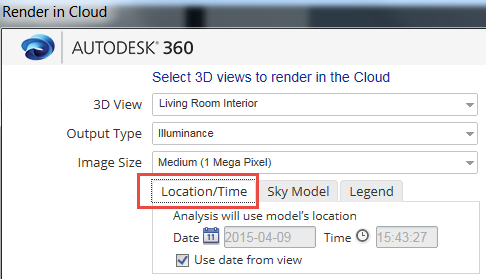 Render in Cloud
AUTODESK® 360
Select 3D views to render in the Cloud
3D View Living Room Interior
Output Type Illuminance
Image Size Medium (1 Mega Pixel)
Location/Time Sky Model Legend
Analysis will use model's location
Date 11 2015-04-09 Time 15:43:27
Use date from view